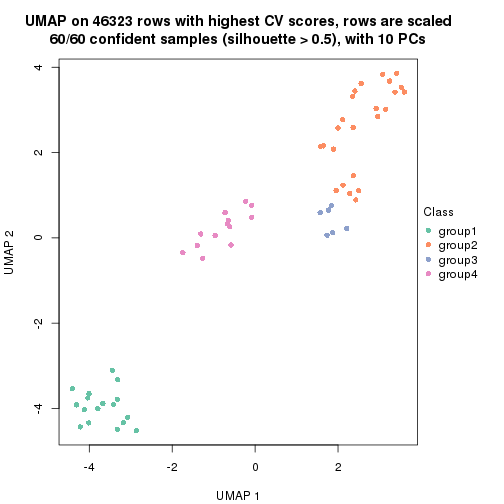 UMAP on 46323 rows with highest CV scores, rows are scaled
60/60 confident samples (silhouette > 0.5), with 10 PCs
4
2
0
-2
-4
UMAP 2
-4
-2
0
2
UMAP 1
Class
group1
group2
group3
group4